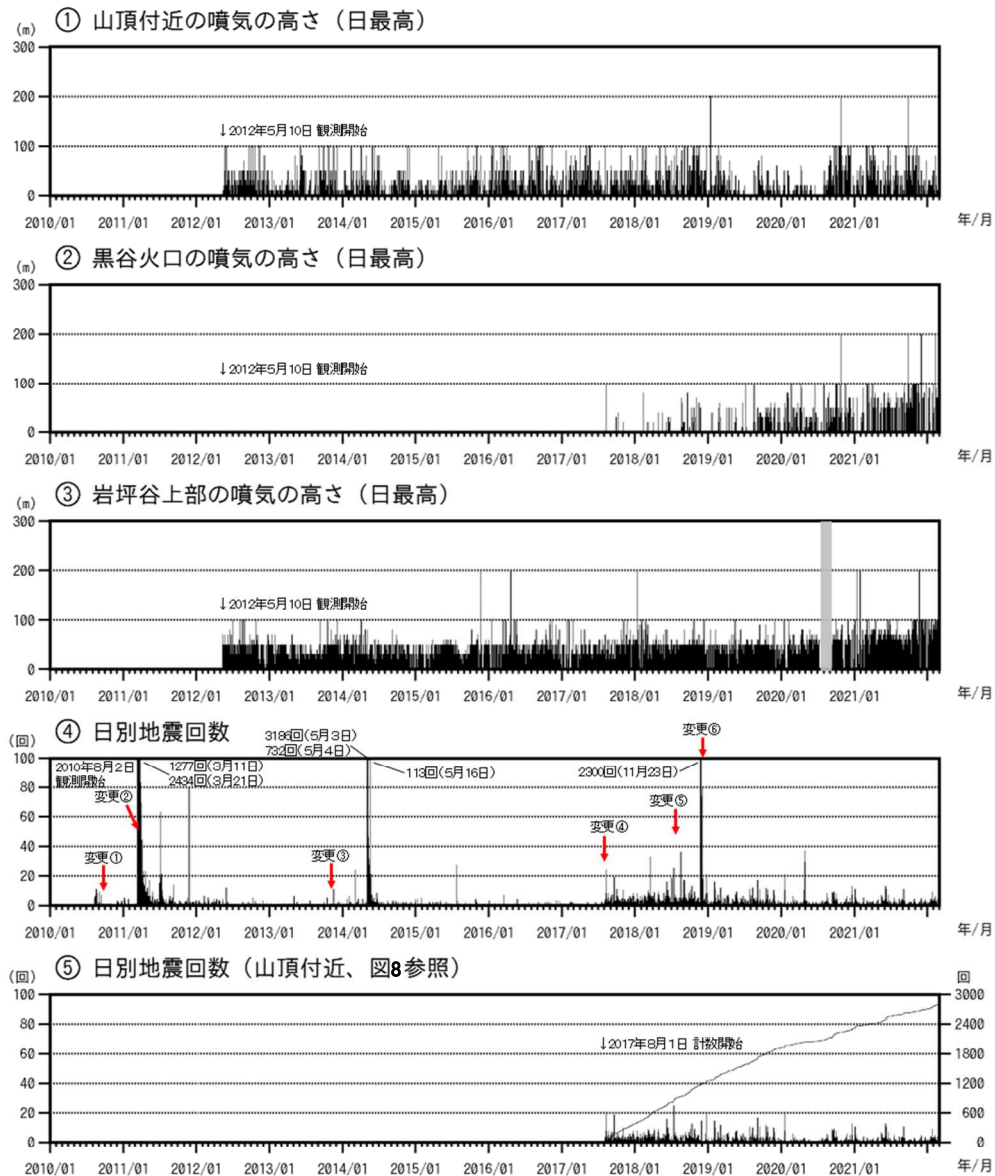 ① 山頂付近の噴気の高さ（日最高）
(m)
300
200
100
0
↓2012年5月10日 観測開始
2010/01 2011/01 2012/01 2013/01 2014/01 2015/01 2016/01 2017/01 2018/01 2019/01 2020/01 2021/01 年/月
② 黒谷火口の噴気の高さ（日最高）
(m)
300
200
100
0
↓2012年5月10日 観測開始
2010/01 2011/01 2012/01 2013/01 2014/01 2015/01 2016/01 2017/01 2018/01 2019/01 2020/01 2021/01 年/月
③ 岩坪谷上部の噴気の高さ（日最高）
(m)
300
200
100
0
↓2012年5月10日 観測開始
2010/01 2011/01 2012/01 2013/01 2014/01 2015/01 2016/01 2017/01 2018/01 2019/01 2020/01 2021/01 年/月
④ 日別地震回数
(回)
100
80
60
40
20
0
2010年8月2日
観測開始
変更①
変更②
1277回(3月11日)
2434回(3月21日)
変更③
3186回(5月3日)
732回(5月4日)
113回(5月16日)
変更④
変更⑤
2300回(11月23日)
変更⑥
2010/01 2011/01 2012/01 2013/01 2014/01 2015/01 2016/01 2017/01 2018/01 2019/01 2020/01 2021/01 年/月
⑤ 日別地震回数（山頂付近、図8参照）
(回)
100
80
60
40
20
0
↓2017年8月1日 計数開始
回
3000
2400
1800
1200
600
0
2010/01 2011/01 2012/01 2013/01 2014/01 2015/01 2016/01 2017/01 2018/01 2019/01 2020/01 2021/01 年/月